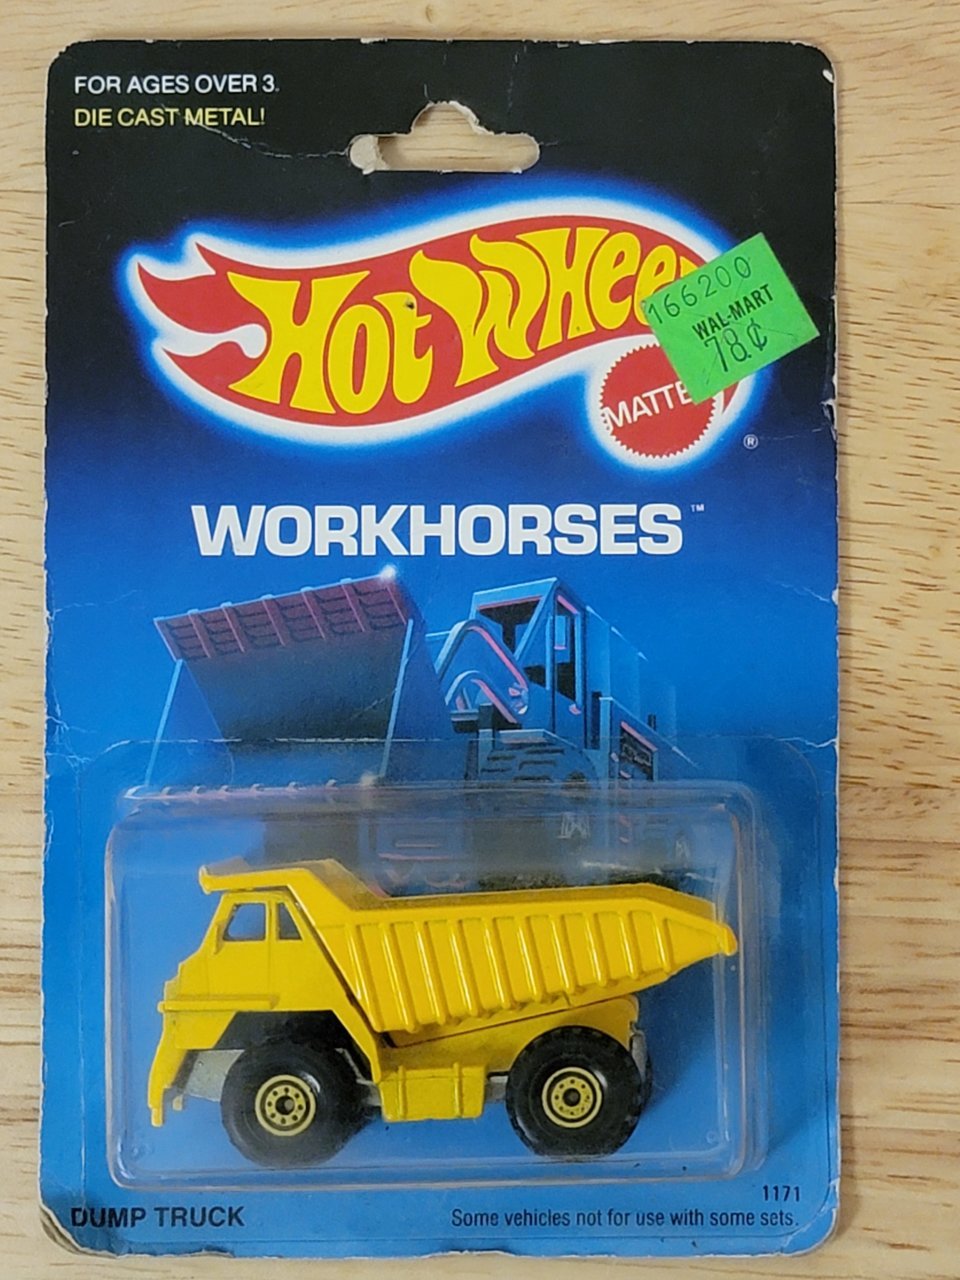 FOR AGES OVER 3.
DIE CAST METAL!
HOT WHEE
166200
WAL-MART
78¢
MATTE
®
WORKHORSES™
1171
DUMP TRUCK
Some vehicles not for use with some sets.